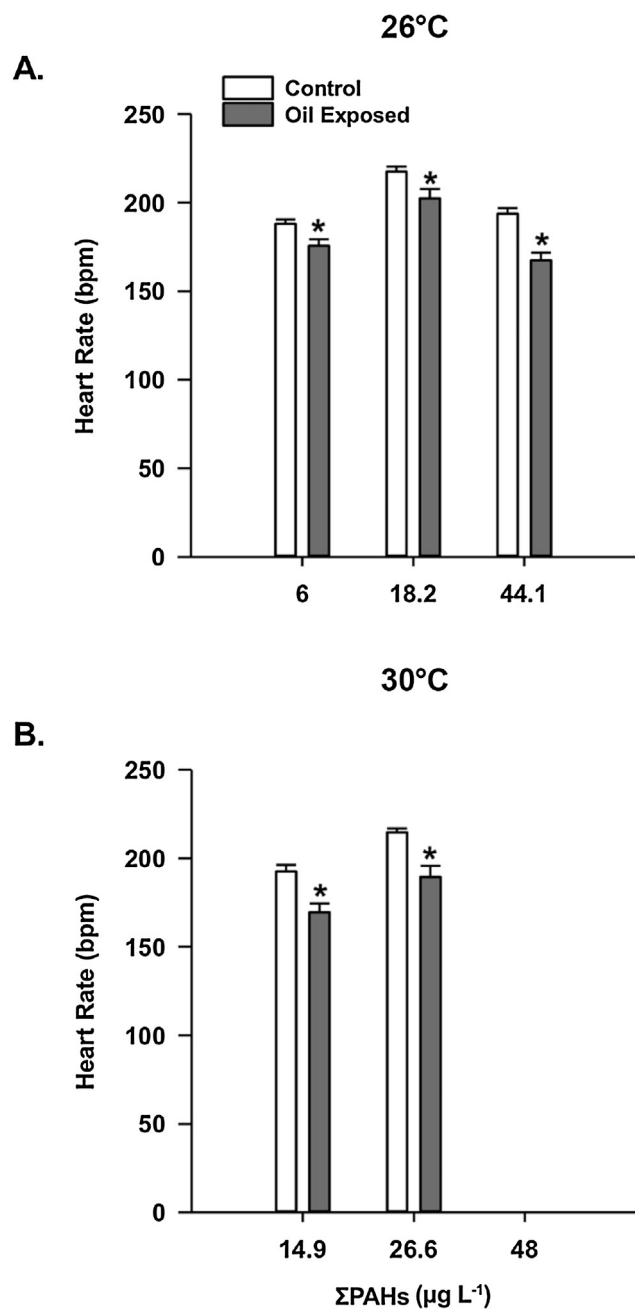 26°C
A.
Control
Oil Exposed
250
200
150
100
50
0
Heart Rate (bpm)
*
*
*
6 18.2 44.1
30°C
B.
250
200
150
100
50
0
Heart Rate (bpm)
*
*
14.9 26.6 48
ΣPAHs (µg L⁻¹)